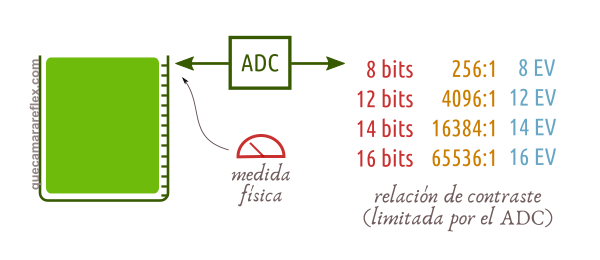 quecamarareflex.com
ADC
medida
física
8 bits 256:1 8 EV
12 bits 4096:1 12 EV
14 bits 16384:1 14 EV
16 bits 65536:1 16 EV
relación de contraste
(limitada por el ADC)